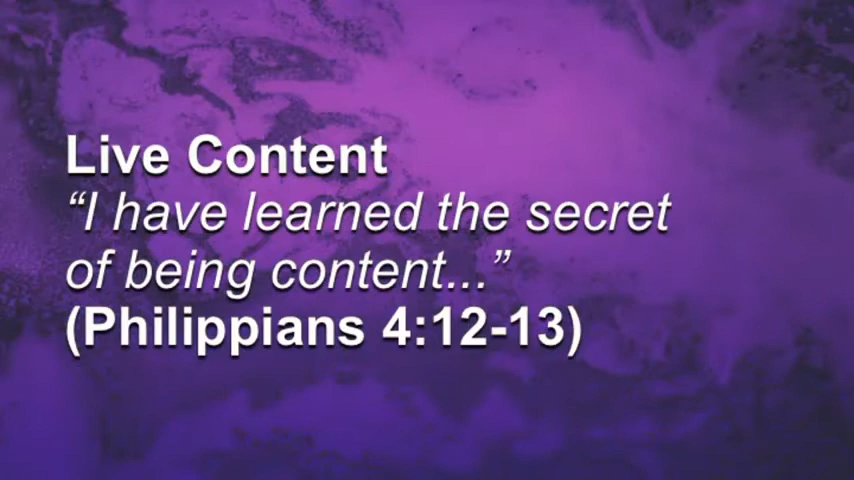 Live Content
“I have learned the secret
of being content...”
(Philippians 4:12-13)